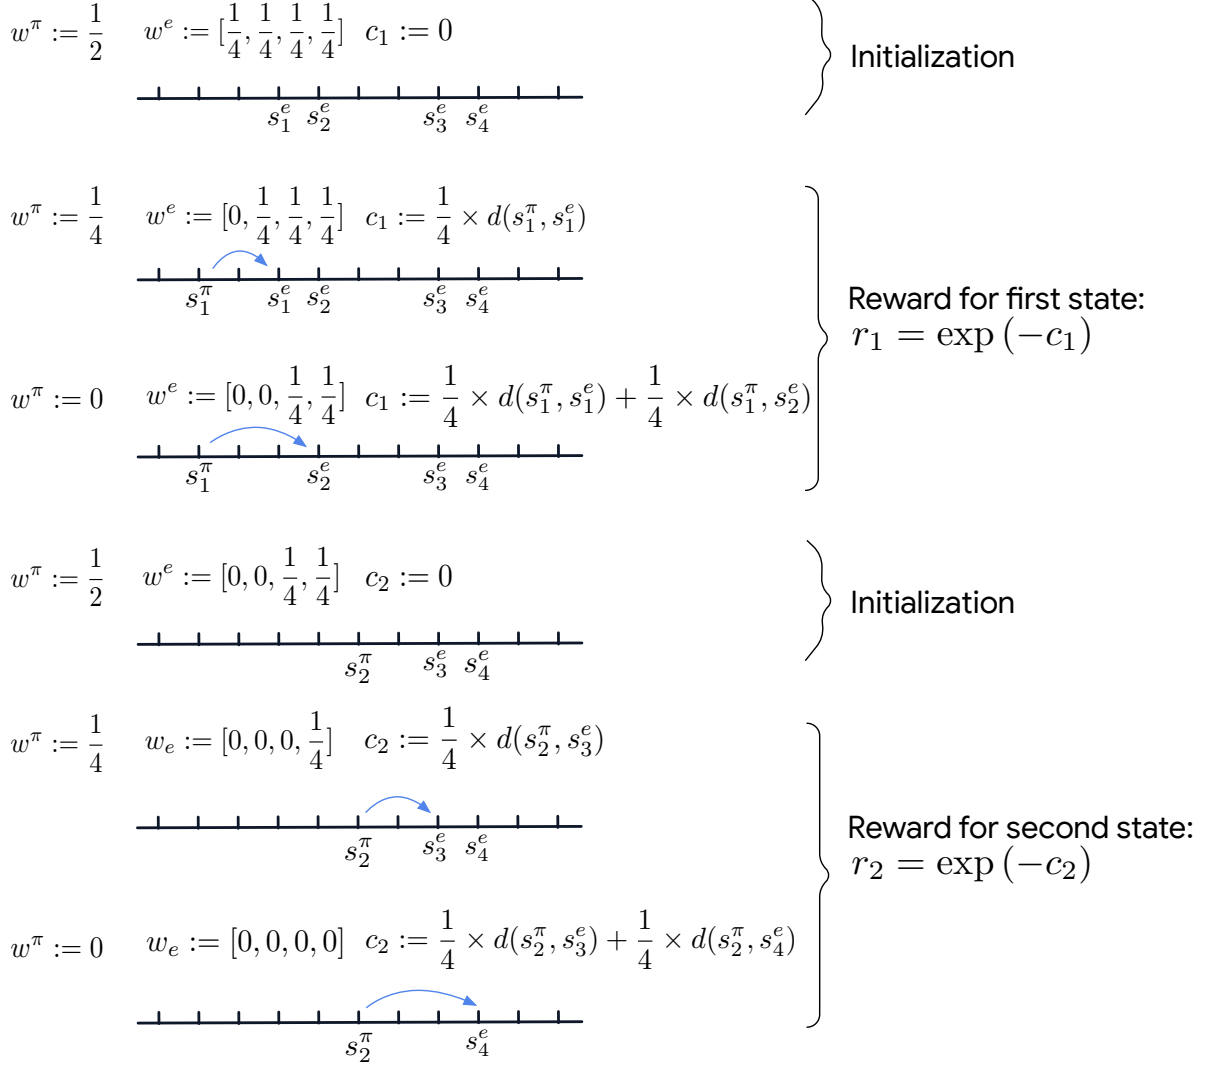 w^π := 1/2 w^e := [1/4, 1/4, 1/4, 1/4] c_1 := 0
Initialization
s_1^e s_2^e s_3^e s_4^e
w^π := 1/4 w^e := [0, 1/4, 1/4, 1/4] c_1 := 1/4 × d(s_1^π, s_1^e)
s_1^π s_1^e s_2^e s_3^e s_4^e
Reward for first state:
r_1 = exp (−c_1)
w^π := 0 w^e := [0, 0, 1/4, 1/4] c_1 := 1/4 × d(s_1^π, s_1^e) + 1/4 × d(s_1^π, s_2^e)
s_1^π s_2^e s_3^e s_4^e
w^π := 1/2 w^e := [0, 0, 1/4, 1/4] c_2 := 0
Initialization
s_2^π s_3^e s_4^e
w^π := 1/4 w_e := [0, 0, 0, 1/4] c_2 := 1/4 × d(s_2^π, s_3^e)
s_2^π s_3^e s_4^e
Reward for second state:
r_2 = exp (−c_2)
w^π := 0 w_e := [0, 0, 0, 0] c_2 := 1/4 × d(s_2^π, s_3^e) + 1/4 × d(s_2^π, s_4^e)
s_2^π s_4^e